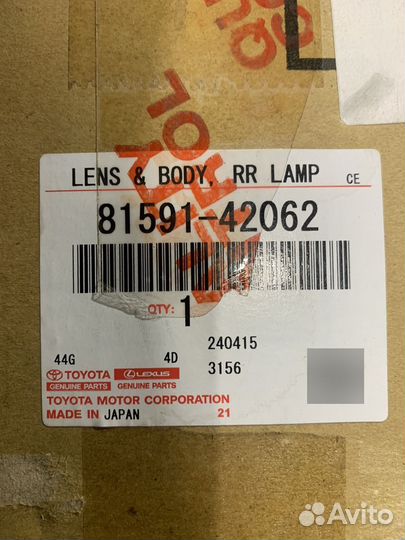 LENS & BODY, RR LAMP CE
81591-42062
QTY: 1
240415
44G 4D 3156
TOYOTA LEXUS
GENUINE PARTS GENUINE PARTS
TOYOTA MOTOR CORPORATION
MADE IN JAPAN 21
Avito